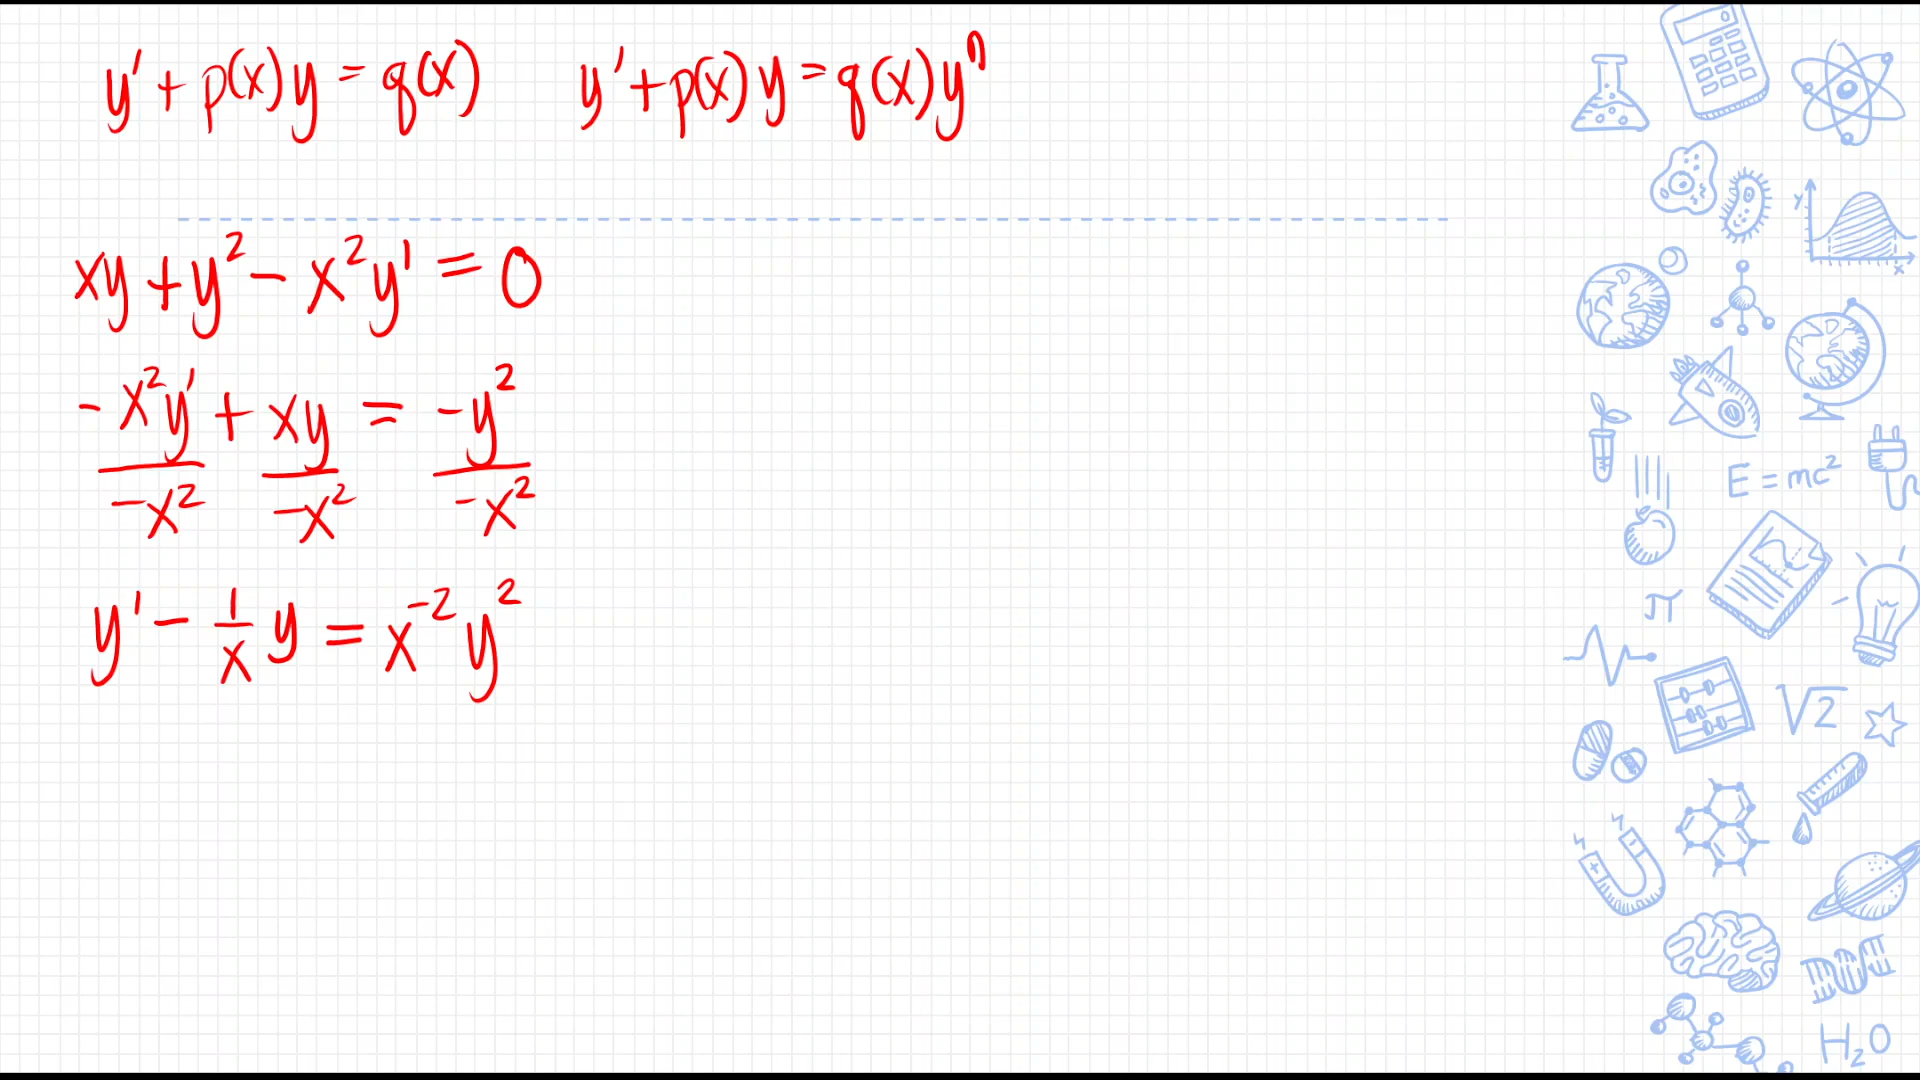 y' + p(x)y = q(x)   y' + p(x)y = q(x)yⁿ
xy + y² - x²y' = 0
-x²y' + xy = -y²
-x²   -x²   -x²
y' - 1/x y = x⁻²y²
y
x
E = mc²
π
√2
H₂O